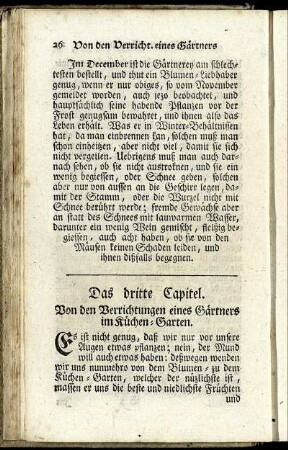 26 Von den Verricht. eines Gärtners
Im December ist die Gärtnerey am schlech-
testen bestellt, und thut ein Blumen-Liebhaber
genug, wenn er nur obiges, so vom November
gemeldet worden, auch jezo beobachtet, und
hauptsächlich seine habende Pflanzen vor der
Frost genugsam bewahret, und ihnen also das
Leben erhält. Was er in Winter-Behältnissen
hat, da man einbrennen kan, solchen muß man
schon einheitzen, aber nicht viel, damit sie sich
nicht vergeilen. Uebrigens muß man auch dar-
nach sehen, ob sie nicht austroknen, und sie ein
wenig begiessen, oder Schnee geben, solchen
aber nur von aussen an die Geschirr legen, da-
mit der Stamm, oder die Wurzel nicht mit
Schnee berührt werde; fremde Gewächse aber
an statt des Schnees mit lauwarmen Wasser,
darunter ein wenig Wein gemischt, fleißig be-
giessen, auch acht haben, ob sie von den
Mäusen keinen Schaden leiden, und
ihnen dißfalls begegnen.
Das dritte Capitel.
Von den Verrichtungen eines Gärtners
im Küchen-Garten.
Es ist nicht genug, daß wir nur vor unsere
Augen etwas pflanzen; nein, der Mund
will auch etwas haben: deßwegen wenden
wir uns nunmehro von dem Blumen- zu dem
Küchen-Garten, welcher der nüzlichste ist,
massen er uns die beste und niedlichste Früchten
und